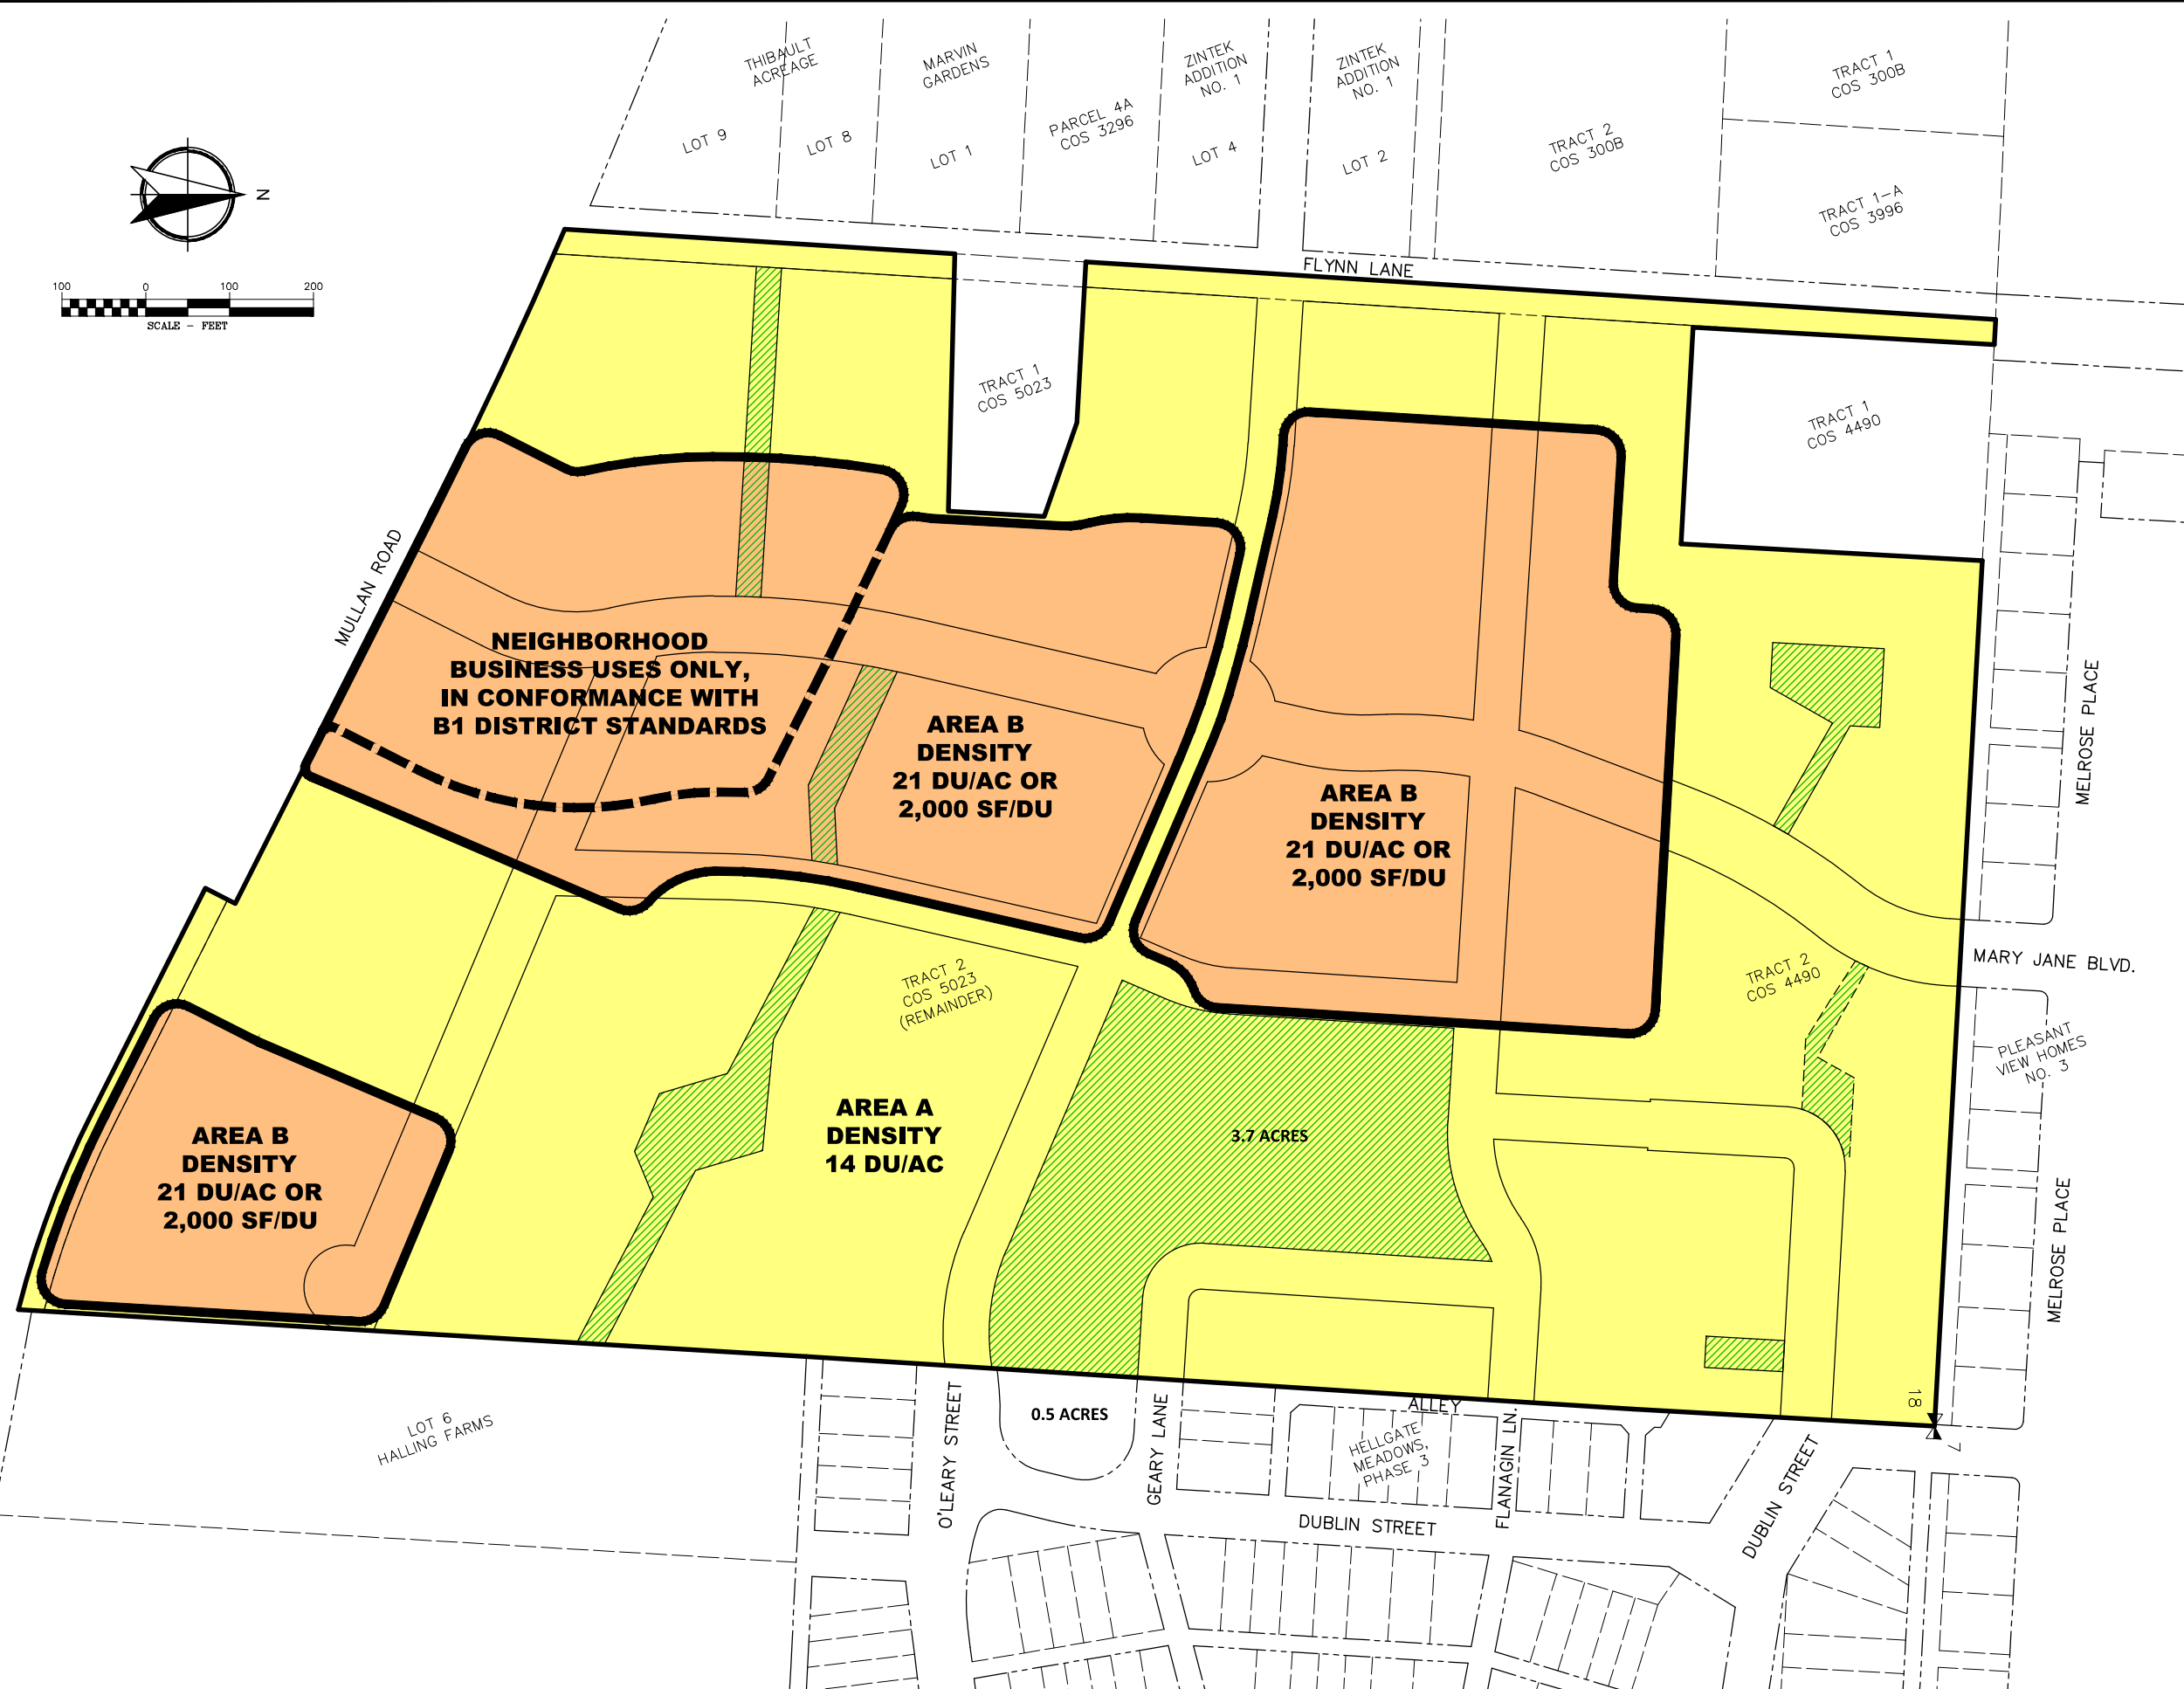 THIBAULT
ACREAGE
LOT 9
LOT 8
MARVIN
GARDENS
LOT 1
PARCEL 4A
COS 3296
ZINTEK
ADDITION
NO. 1
LOT 4
ZINTEK
ADDITION
NO. 1
LOT 2
TRACT 2
COS 300B
TRACT 1
COS 300B
TRACT 1-A
COS 3996
N
100
0
100
200
SCALE - FEET
FLYNN LANE
TRACT 1
COS 5023
TRACT 1
COS 4490
MULLAN ROAD
NEIGHBORHOOD
BUSINESS USES ONLY,
IN CONFORMANCE WITH
B1 DISTRICT STANDARDS
AREA B
DENSITY
21 DU/AC OR
2,000 SF/DU
AREA B
DENSITY
21 DU/AC OR
2,000 SF/DU
MELROSE PLACE
MARY JANE BLVD.
TRACT 2
COS 5023
(REMAINDER)
TRACT 2
COS 4490
PLEASANT
VIEW HOMES
NO. 3
AREA A
DENSITY
14 DU/AC
3.7 ACRES
AREA B
DENSITY
21 DU/AC OR
2,000 SF/DU
MELROSE PLACE
18
7
LOT 6
HALLING FARMS
O'LEARY STREET
0.5 ACRES
GEARY LANE
ALLEY
HELLGATE
MEADOWS,
PHASE 3
FLANAGIN LN.
DUBLIN STREET
DUBLIN STREET